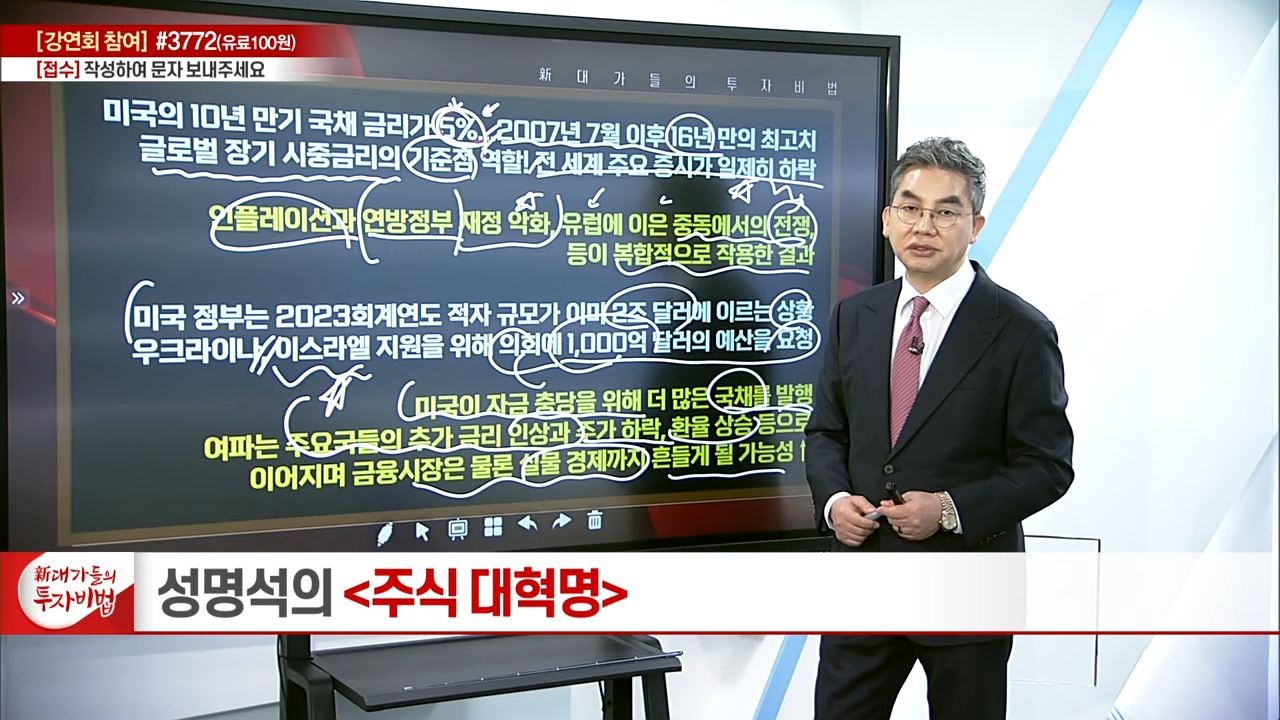 [강연회 참여] #3772(유료100원)
[접수] 작성하여 문자 보내주세요
新 대 가 들 의 투 자 비 법
미국의 10년 만기 국채 금리가 5%, 2007년 7월 이후 16년 만의 최고치
글로벌 장기 시중금리의 기준점 역할! 전 세계 주요 증시가 일제히 하락
인플레이션과 연방정부 재정 악화, 유럽에 이은 중동에서의 전쟁,
등이 복합적으로 작용한 결과
미국 정부는 2023회계연도 적자 규모가 이미 2조 달러에 이르는 상황
우크라이나, 이스라엘 지원을 위해 의회에 1,000억 달러의 예산을 요청
미국이 자금 충당을 위해 더 많은 국채를 발행
여파는 주요국들의 추가 금리 인상과 주가 하락, 환율 상승 등으로
이어지며 금융시장은 물론 실물 경제까지 흔들게 될 가능성 ↑
新대가들의
투자비법
성명석의 <주식 대혁명>